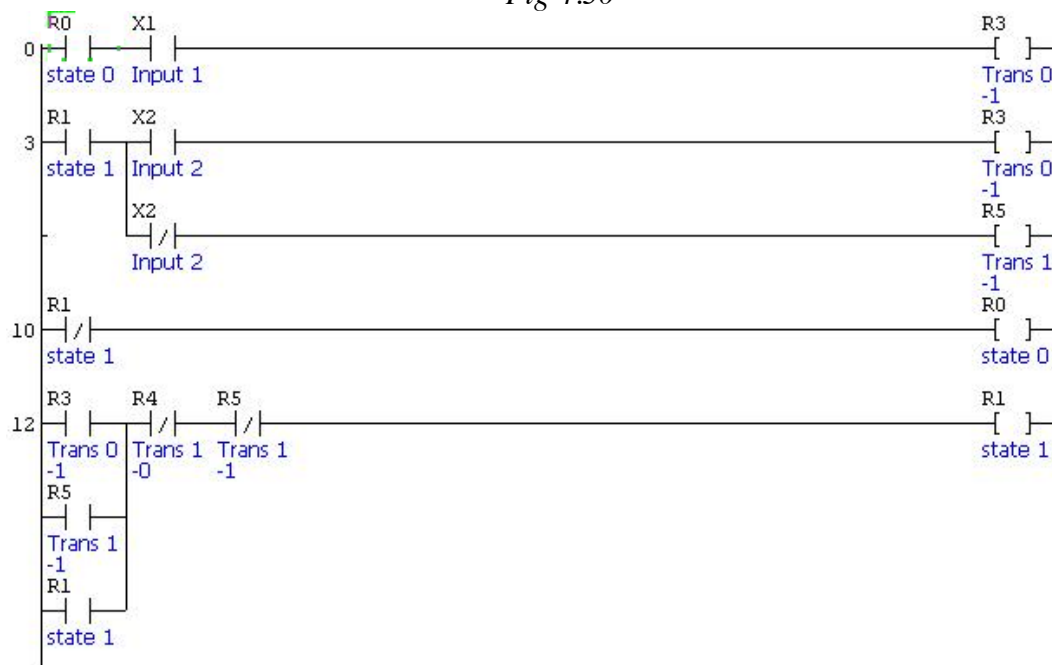 R0 X1 R3
0
state 0 Input 1 Trans 0
-1
R1 X2 R3
3
state 1 Input 2 Trans 0
-1
X2 R5
Input 2 Trans 1
-1
R1 R0
10
state 1 state 0
R3 R4 R5 R1
12
Trans 0 Trans 1 Trans 1 state 1
-1 -0 -1
R5
Trans 1
-1
R1
state 1